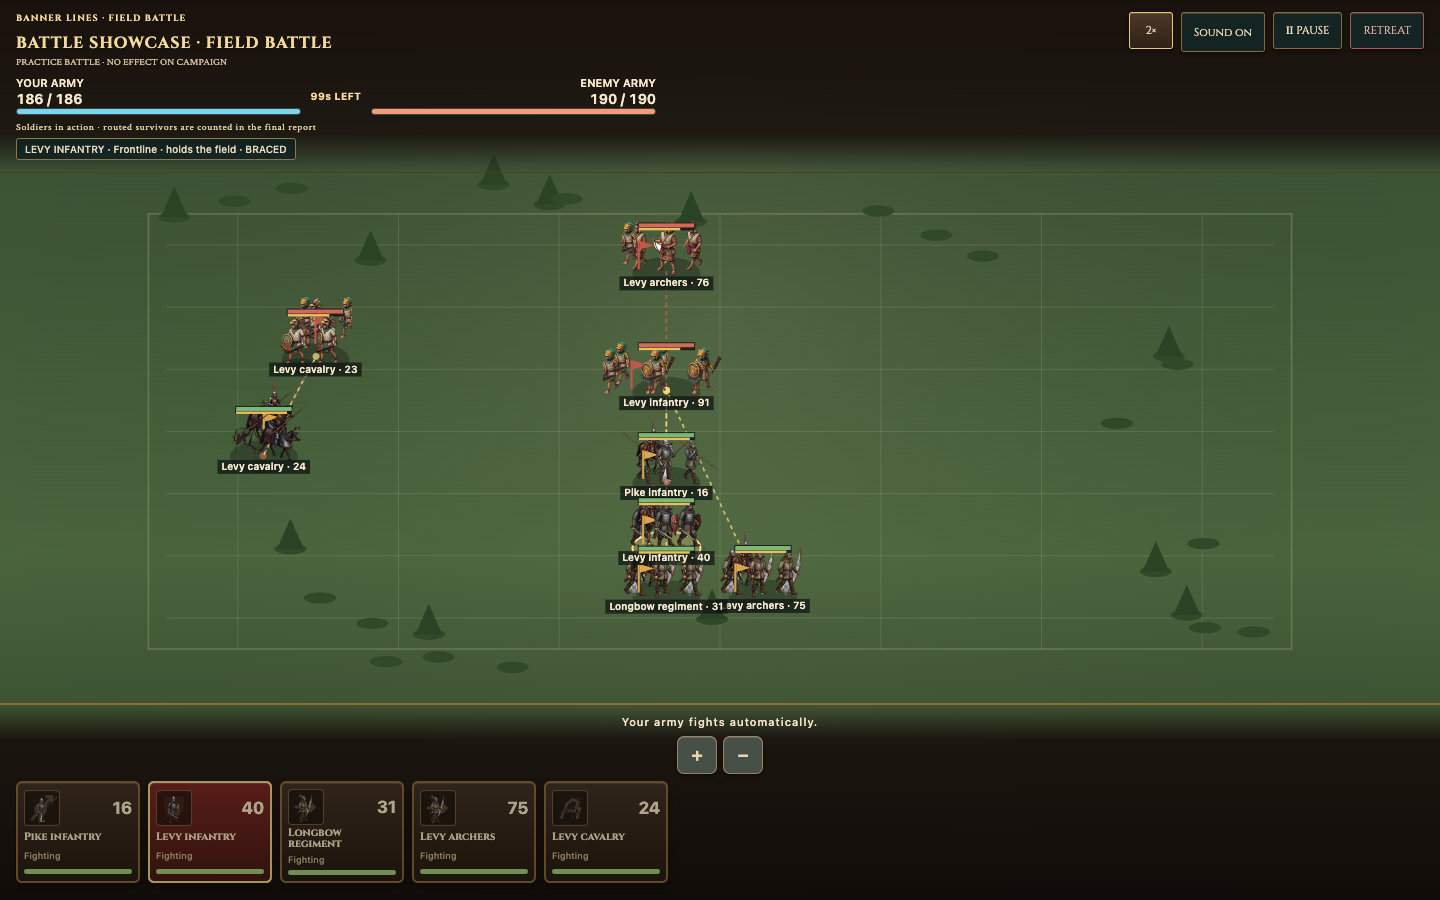 BANNER LINES · FIELD BATTLE
BATTLE SHOWCASE · FIELD BATTLE
PRACTICE BATTLE · NO EFFECT ON CAMPAIGN
2×
SOUND ON
II PAUSE
RETREAT
YOUR ARMY
186 / 186
99s LEFT
ENEMY ARMY
190 / 190
Soldiers in action · routed survivors are counted in the final report
LEVY INFANTRY · Frontline · holds the field · BRACED
Levy archers · 76
Levy cavalry · 23
Levy infantry · 91
Levy cavalry · 24
Pike infantry · 16
Levy infantry · 40
Longbow regiment · 31
evy archers · 75
Your army fights automatically.
+
−
16
PIKE INFANTRY
Fighting
40
LEVY INFANTRY
Fighting
31
LONGBOW
REGIMENT
Fighting
75
LEVY ARCHERS
Fighting
24
LEVY CAVALRY
Fighting